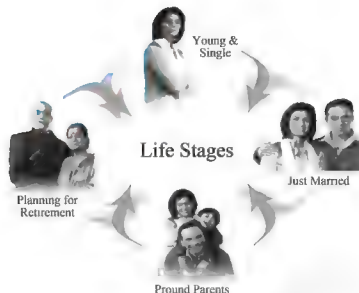 Young &
Single
Life Stages
Just Married
Planning for
Retirement
Pround Parents